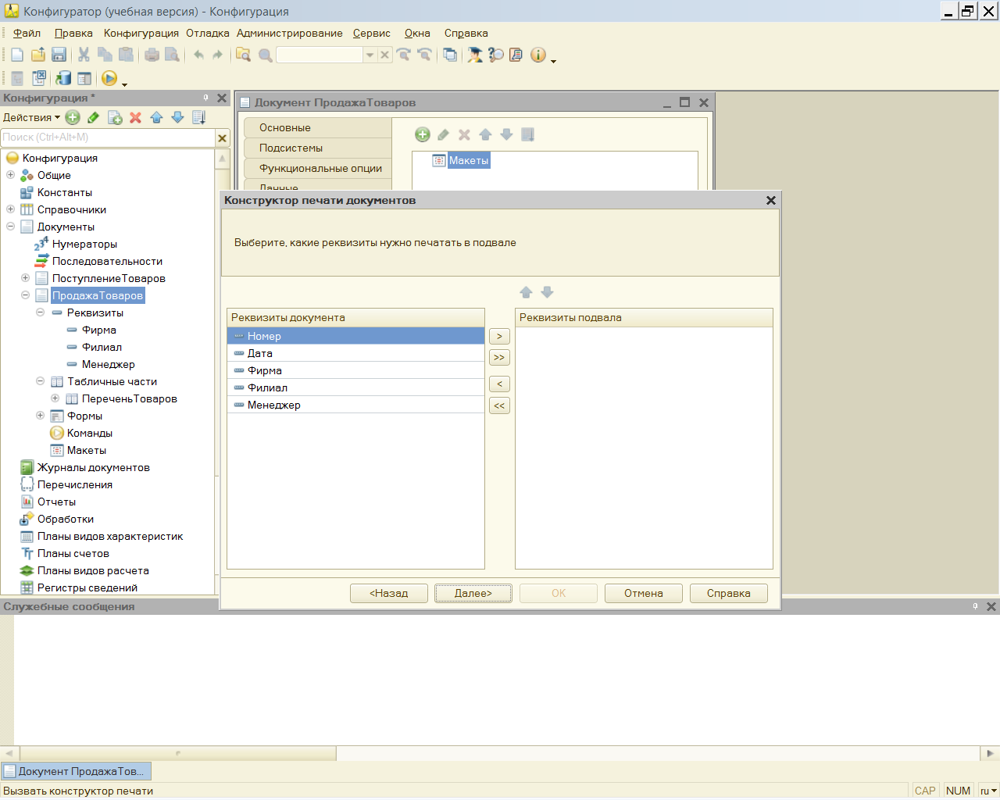 Конфигуратор (учебная версия) - Конфигурация
Файл Правка Конфигурация Отладка Администрирование Сервис Окна Справка
Конфигурация *
Действия
Поиск (Ctrl+Alt+M)
Конфигурация
Общие
Константы
Справочники
Документы
Нумераторы
Последовательности
ПоступлениеТоваров
ПродажаТоваров
Реквизиты
Фирма
Филиал
Менеджер
Табличные части
ПереченьТоваров
Формы
Команды
Макеты
Журналы документов
Перечисления
Отчеты
Обработки
Планы видов характеристик
Планы счетов
Планы видов расчета
Регистры сведений
Документ ПродажаТоваров
Основные
Подсистемы
Функциональные опции
Данные
Макеты
Конструктор печати документов
Выберите, какие реквизиты нужно печатать в подвале
Реквизиты документа
Номер
Дата
Фирма
Филиал
Менеджер
>
>>
<
<<
Реквизиты подвала
<Назад Далее> ОК Отмена Справка
Служебные сообщения
Документ ПродажаТов...
Вызвать конструктор печати
CAP NUM ru